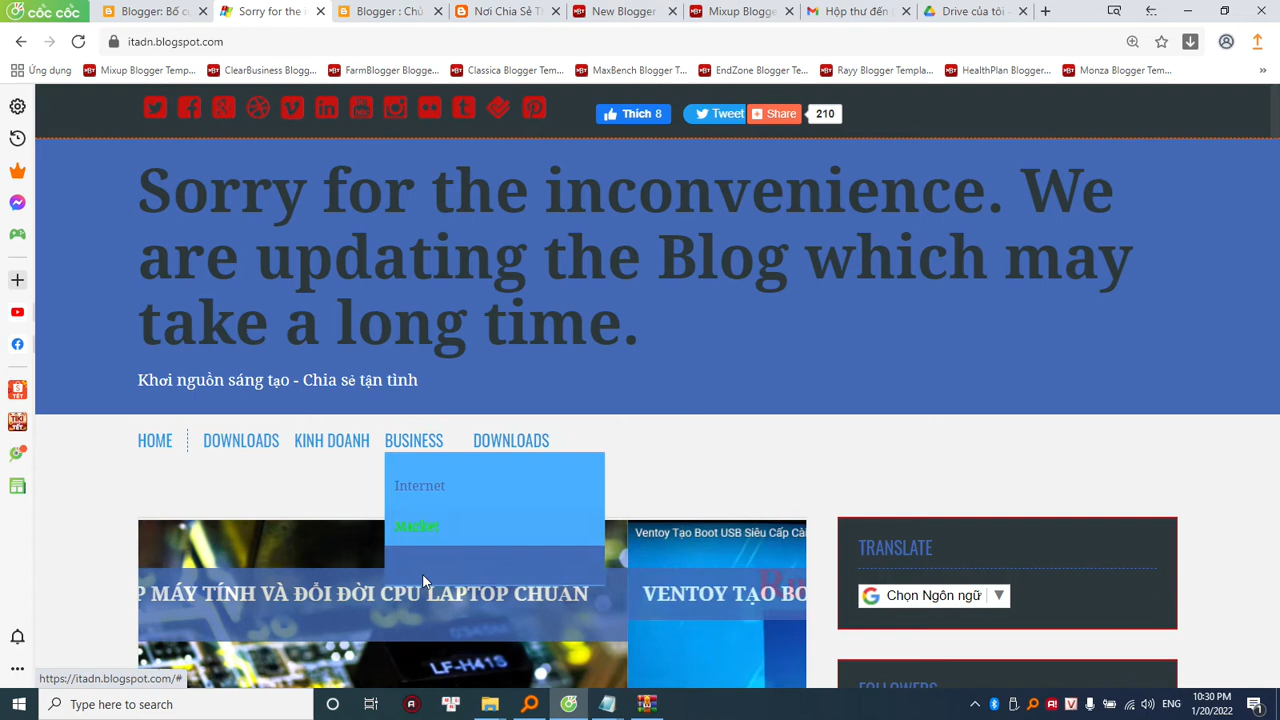 cốc cốc
Blogger: Bố cụ
Sorry for the i
Blogger : Chủ
Nơi Chia Sẻ T
New Blogger
Mixup Blogge
Hộp thư đến (
Drive của tôi -
itadn.blogspot.com
Ứng dụng
Mixup Blogger Temp...
ClearBusiness Blogg...
FarmBlogger Blogge...
Classica Blogger Tem...
MaxBench Blogger T...
EndZone Blogger Te...
Rayy Blogger Templa...
HealthPlan Blogger...
Monza Blogger Tem...
Thích 8
Tweet
Share
210
Sorry for the inconvenience. We
are updating the Blog which may
take a long time.
Khơi nguồn sáng tạo - Chia sẻ tận tình
HOME DOWNLOADS KINH DOANH BUSINESS DOWNLOADS
Internet
Market
P MÁY TÍNH VÀ ĐỔI ĐỜI CPU LAPTOP CHUẨN
Ventoy Tạo Boot USB Siêu Cấp Cài
VENTOY TẠO BO
LF-H41S
TRANSLATE
Chọn Ngôn ngữ
FOLLOWERS
https://itadn.blogspot.com/#
Type here to search
ENG
10:30 PM
1/20/2022